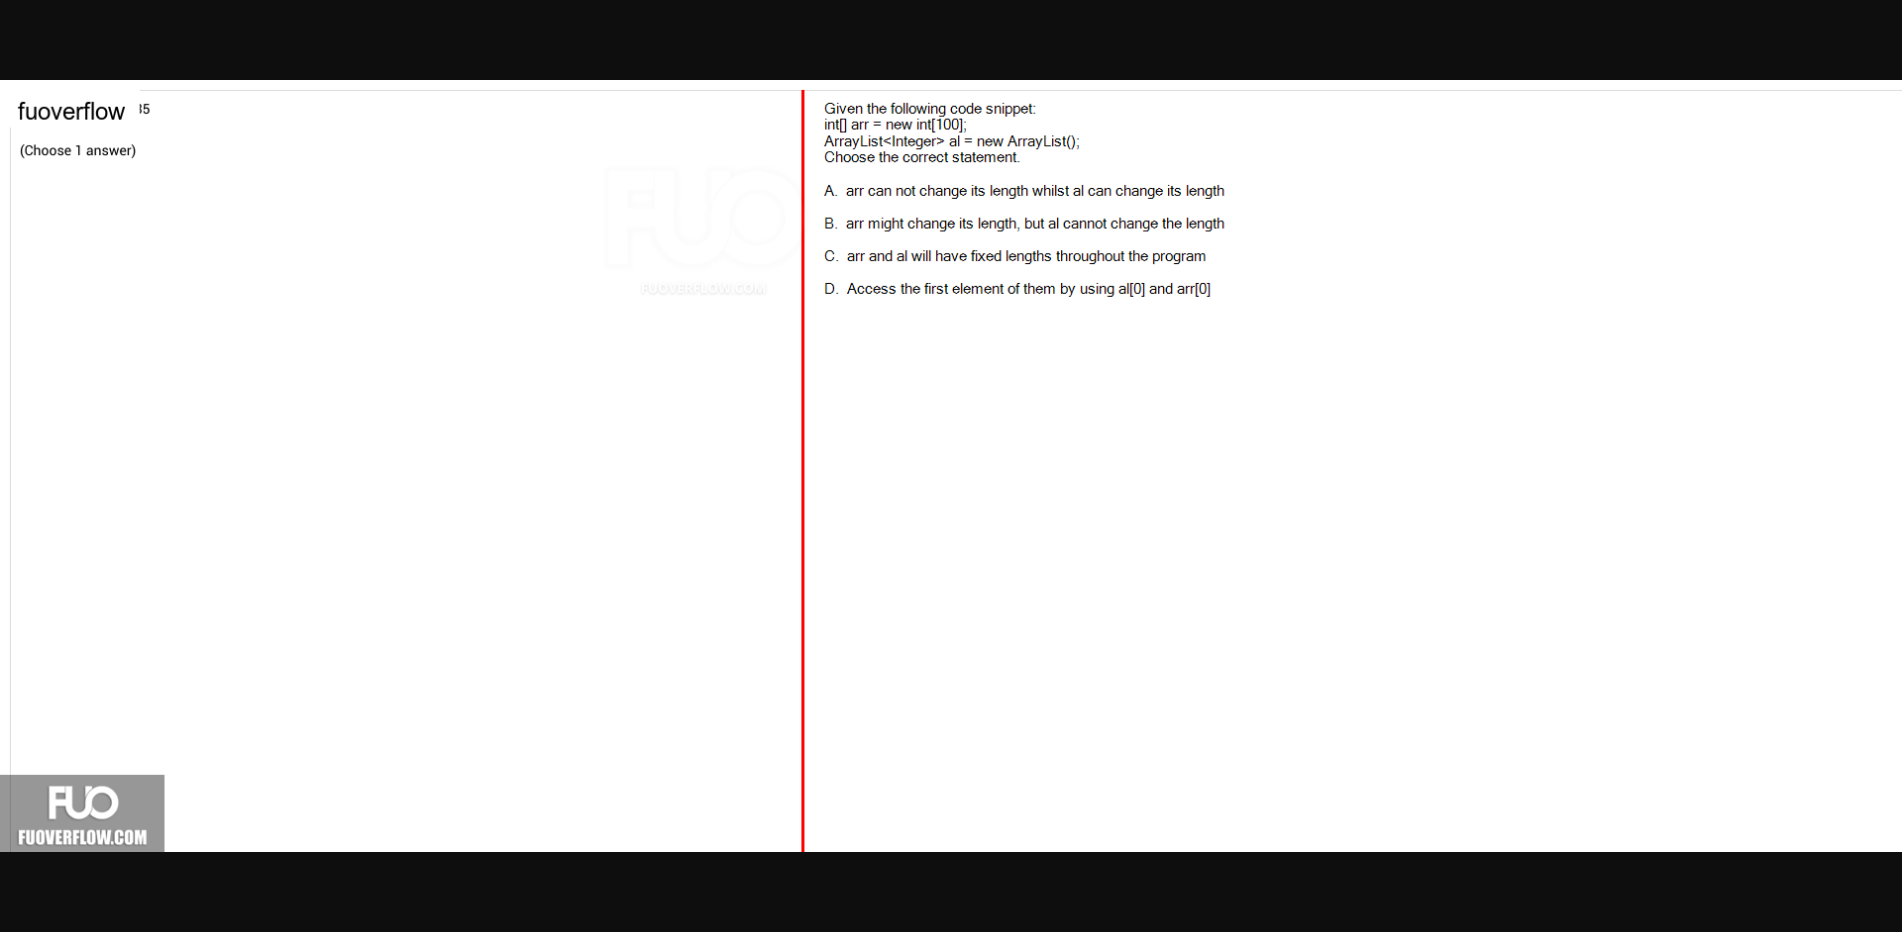 fuoverflow
35
(Choose 1 answer)
FUO
FUOVERFLOW.COM
Given the following code snippet:
int[] arr = new int[100];
ArrayList<Integer> al = new ArrayList();
Choose the correct statement.
A. arr can not change its length whilst al can change its length
B. arr might change its length, but al cannot change the length
C. arr and al will have fixed lengths throughout the program
D. Access the first element of them by using al[0] and arr[0]
FUO
FUOVERFLOW.COM